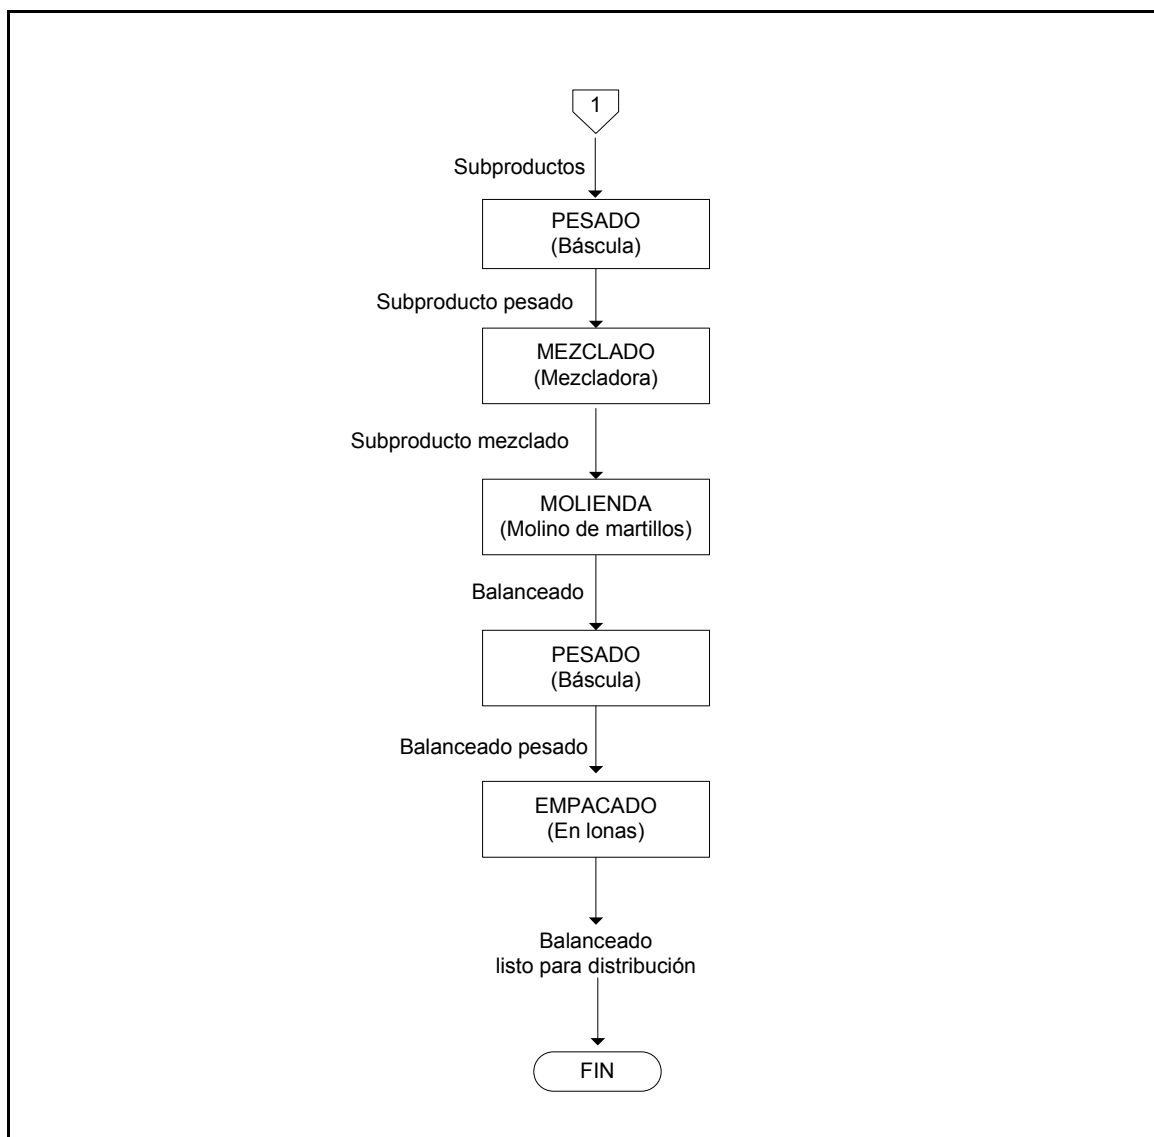 1
Subproductos
PESADO
(Báscula)
Subproducto pesado
MEZCLADO
(Mezcladora)
Subproducto mezclado
MOLIENDA
(Molino de martillos)
Balanceado
PESADO
(Báscula)
Balanceado pesado
EMPACADO
(En lonas)
Balanceado
listo para distribución
FIN